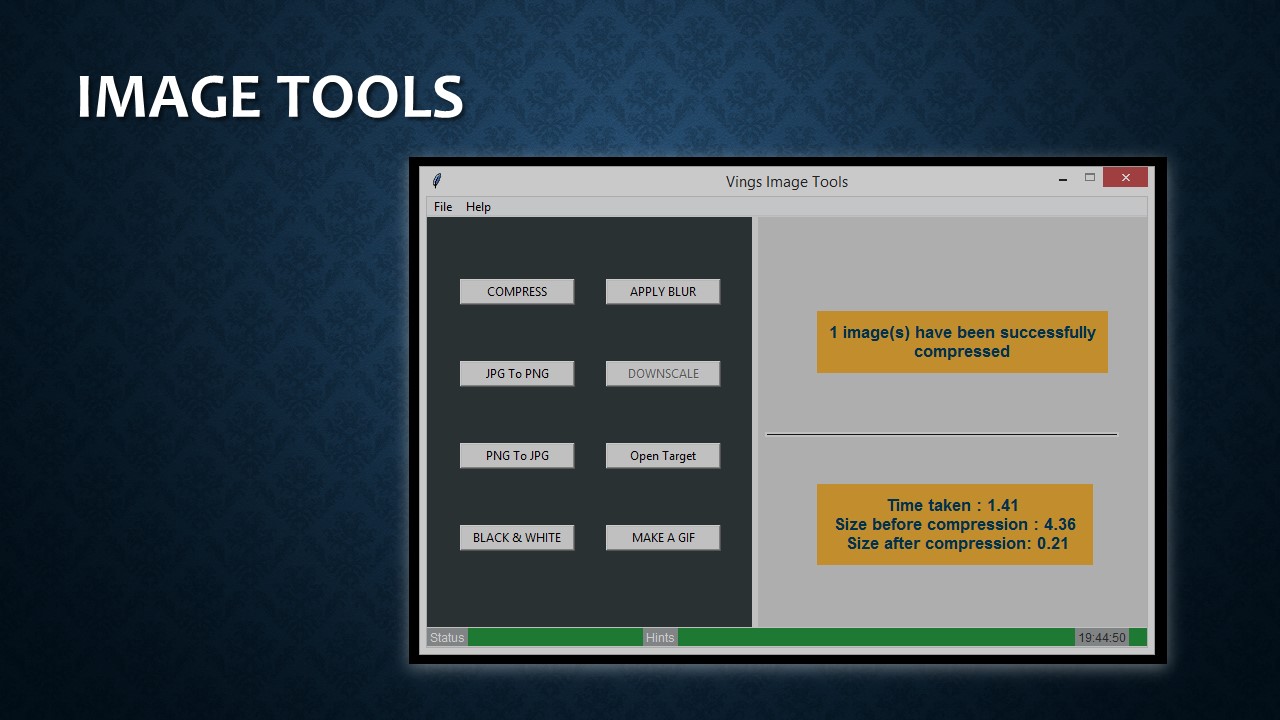 IMAGE TOOLS
Vings Image Tools
File Help
COMPRESS APPLY BLUR
JPG To PNG DOWNSCALE
PNG To JPG Open Target
BLACK & WHITE MAKE A GIF
1 image(s) have been successfully
compressed
Time taken : 1.41
Size before compression : 4.36
Size after compression: 0.21
Status Hints 19:44:50